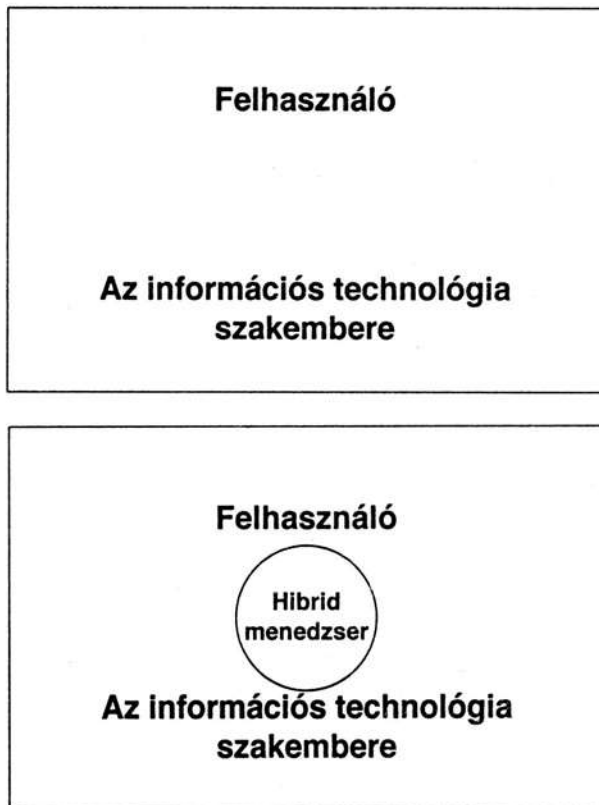 Felhasználó
Az információs technológia
szakembere
Felhasználó
Hibrid
menedzser
Az információs technológia
szakembere